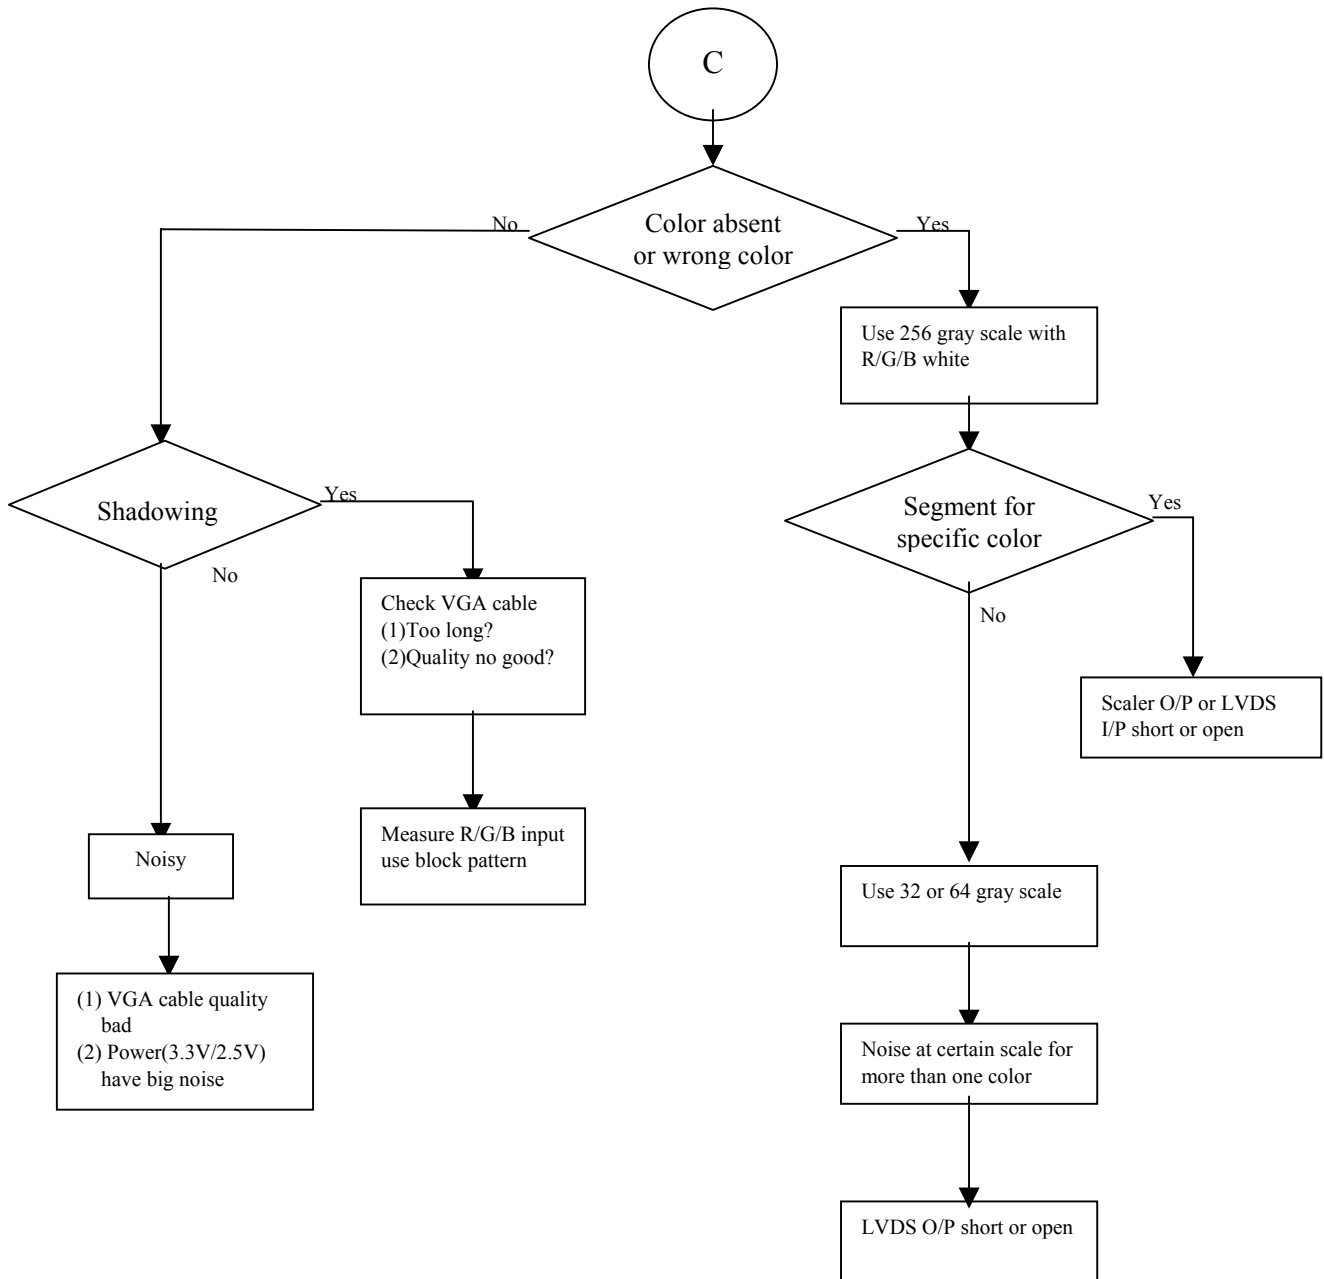 C
Color absent
or wrong color
No
Yes
Use 256 gray scale with
R/G/B white
Shadowing
Yes
No
Segment for
specific color
Yes
No
Check VGA cable
(1)Too long?
(2)Quality no good?
Scaler O/P or LVDS
I/P short or open
Measure R/G/B input
use block pattern
Noisy
Use 32 or 64 gray scale
(1) VGA cable quality
bad
(2) Power(3.3V/2.5V)
have big noise
Noise at certain scale for
more than one color
LVDS O/P short or open